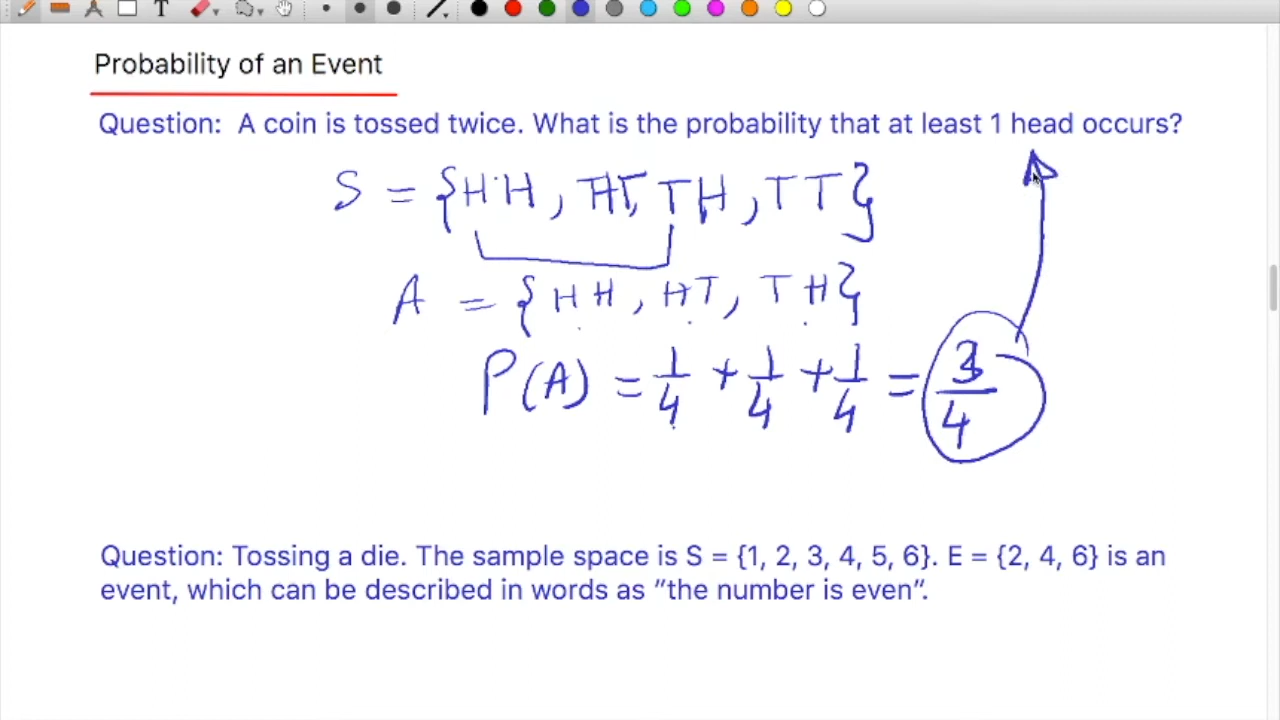 Probability of an Event
Question: A coin is tossed twice. What is the probability that at least 1 head occurs?
S = {HH, HT, TH, TT}
A = {HH, HT, TH}
P(A) = 1/4 + 1/4 + 1/4 = 3/4
Question: Tossing a die. The sample space is S = {1, 2, 3, 4, 5, 6}. E = {2, 4, 6} is an
event, which can be described in words as ”the number is even”.